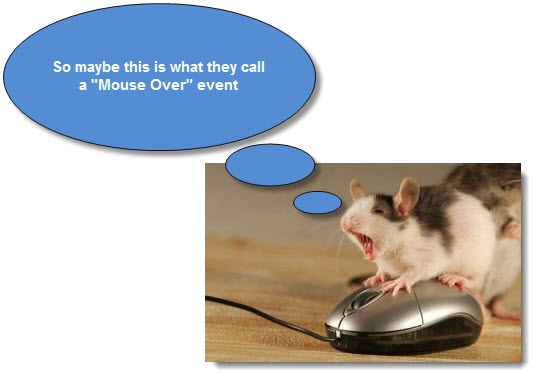 So maybe this is what they call
a "Mouse Over" event